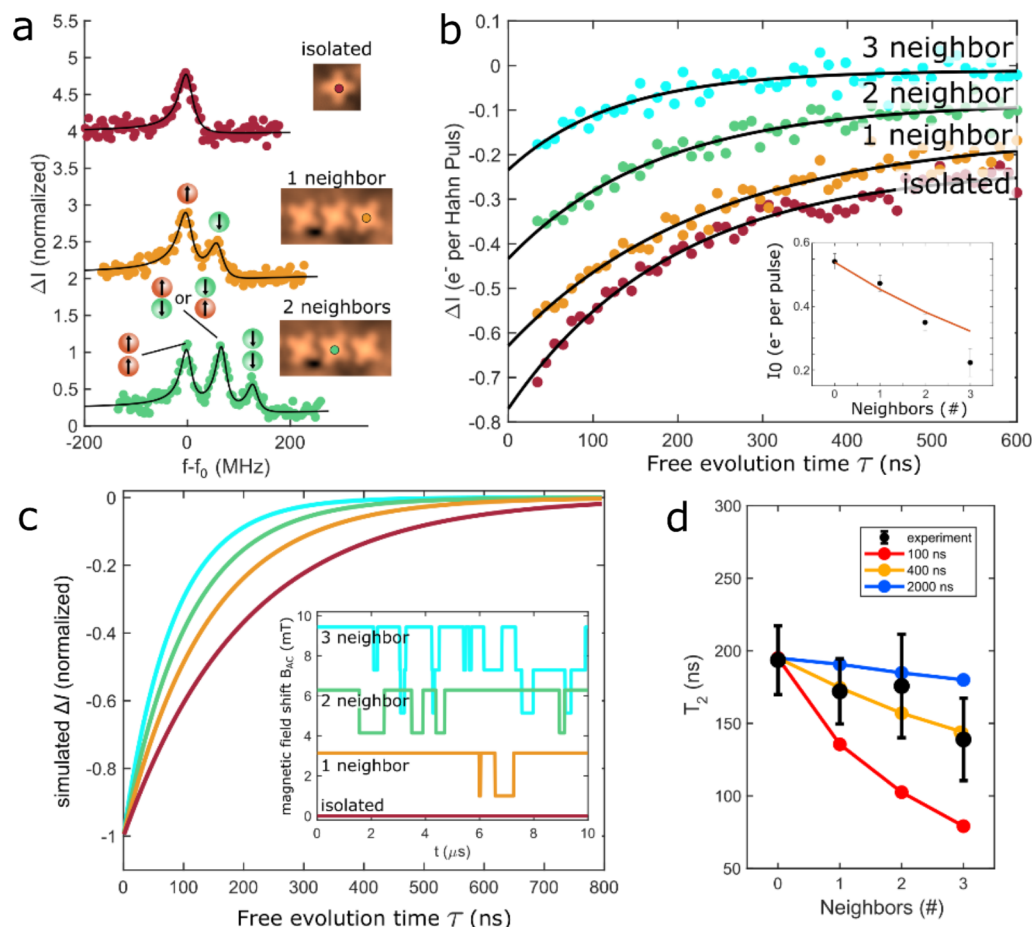 a
isolated
1 neighbor
or
2 neighbors
ΔI (normalized)
5.5
5
4.5
4
3.5
3
2.5
2
1.5
1
0.5
0
-200
0
200
f-f0 (MHz)
b
3 neighbor
2 neighbor
1 neighbor
isolated
ΔI (e- per Hahn Puls)
0.1
0
-0.1
-0.2
-0.3
-0.4
-0.5
-0.6
-0.7
-0.8
0
100
200
300
400
500
600
Free evolution time τ (ns)
I0 (e- per pulse)
0.6
0.4
0.2
0
1
2
3
Neighbors (#)
c
simulated ΔI (normalized)
0
-0.2
-0.4
-0.6
-0.8
-1
0
100
200
300
400
500
600
700
800
Free evolution time τ (ns)
magnetic field shift BAC (mT)
10
8
6
4
2
0
3 neighbor
2 neighbor
1 neighbor
isolated
0
2
4
6
8
10
t (μs)
d
T2 (ns)
300
250
200
150
100
50
experiment
100 ns
400 ns
2000 ns
0
1
2
3
Neighbors (#)